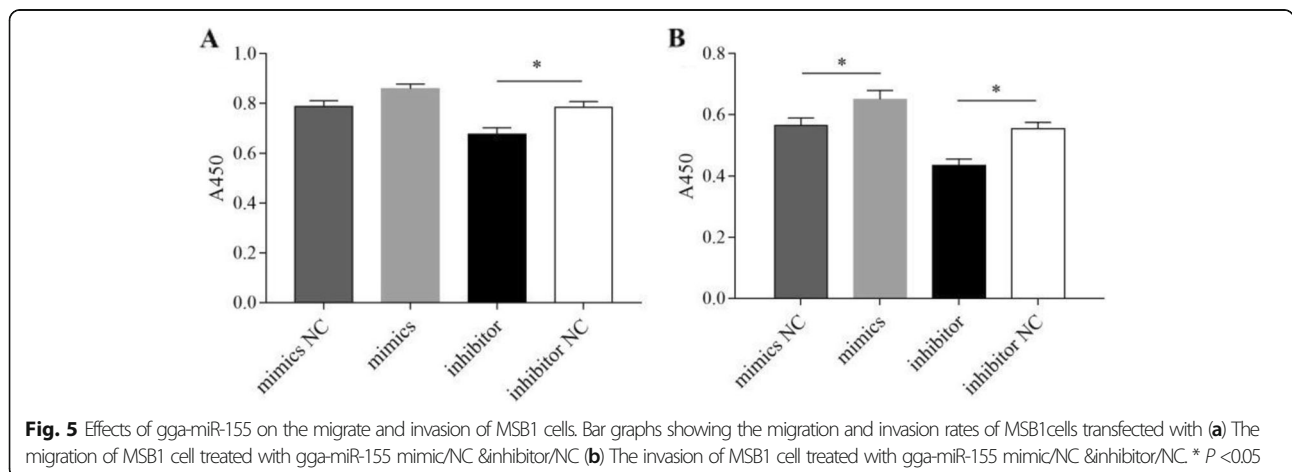 A
B
A450
1.0
0.8
0.6
0.4
0.2
0.0
*
mimics NC
mimics
inhibitor
inhibitor NC
A450
0.8
0.6
0.4
0.2
0.0
*
*
mimics NC
mimics
inhibitor
inhibitor NC
Fig. 5 Effects of gga-miR-155 on the migrate and invasion of MSB1 cells. Bar graphs showing the migration and invasion rates of MSB1cells transfected with (a) The
migration of MSB1 cell treated with gga-miR-155 mimic/NC &inhibitor/NC (b) The invasion of MSB1 cell treated with gga-miR-155 mimic/NC &inhibitor/NC. * P <0.05